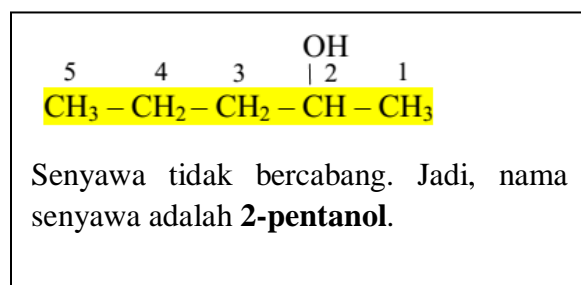 OH
5 4 3 | 2 1
CH₃ – CH₂ – CH₂ – CH – CH₃
Senyawa tidak bercabang. Jadi, nama
senyawa adalah 2-pentanol.